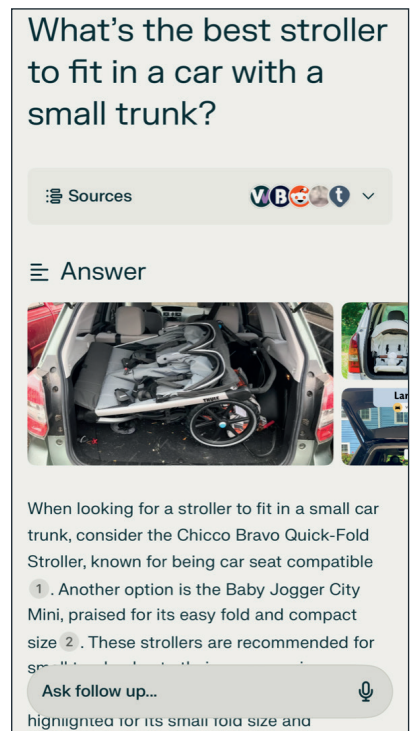 What's the best stroller
to fit in a car with a
small trunk?
Sources
V B t
Answer
THULE
Lar
When looking for a stroller to fit in a small car
trunk, consider the Chicco Bravo Quick-Fold
Stroller, known for being car seat compatible
1 . Another option is the Baby Jogger City
Mini, praised for its easy fold and compact
size 2 . These strollers are recommended for
Ask follow up...
highlighted for its small fold size and